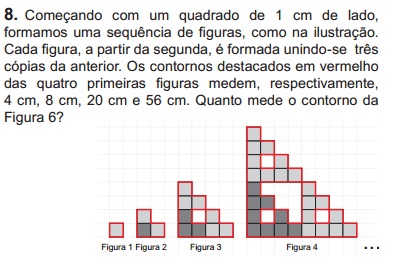 8. Começando com um quadrado de 1 cm de lado,
formamos uma sequência de figuras, como na ilustração.
Cada figura, a partir da segunda, é formada unindo-se três
cópias da anterior. Os contornos destacados em vermelho
das quatro primeiras figuras medem, respectivamente,
4 cm, 8 cm, 20 cm e 56 cm. Quanto mede o contorno da
Figura 6?
Figura 1 Figura 2 Figura 3 Figura 4 ...